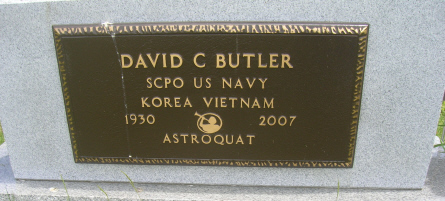 DAVID C BUTLER
SCPO US NAVY
KOREA VIETNAM
1930 2007
ASTROQUAT